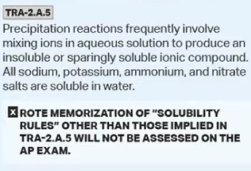 TRA-2.A.5
Precipitation reactions frequently involve
mixing ions in aqueous solution to produce an
insoluble or sparingly soluble ionic compound.
All sodium, potassium, ammonium, and nitrate
salts are soluble in water.
X ROTE MEMORIZATION OF "SOLUBILITY
RULES" OTHER THAN THOSE IMPLIED IN
TRA-2.A.5 WILL NOT BE ASSESSED ON THE
AP EXAM.